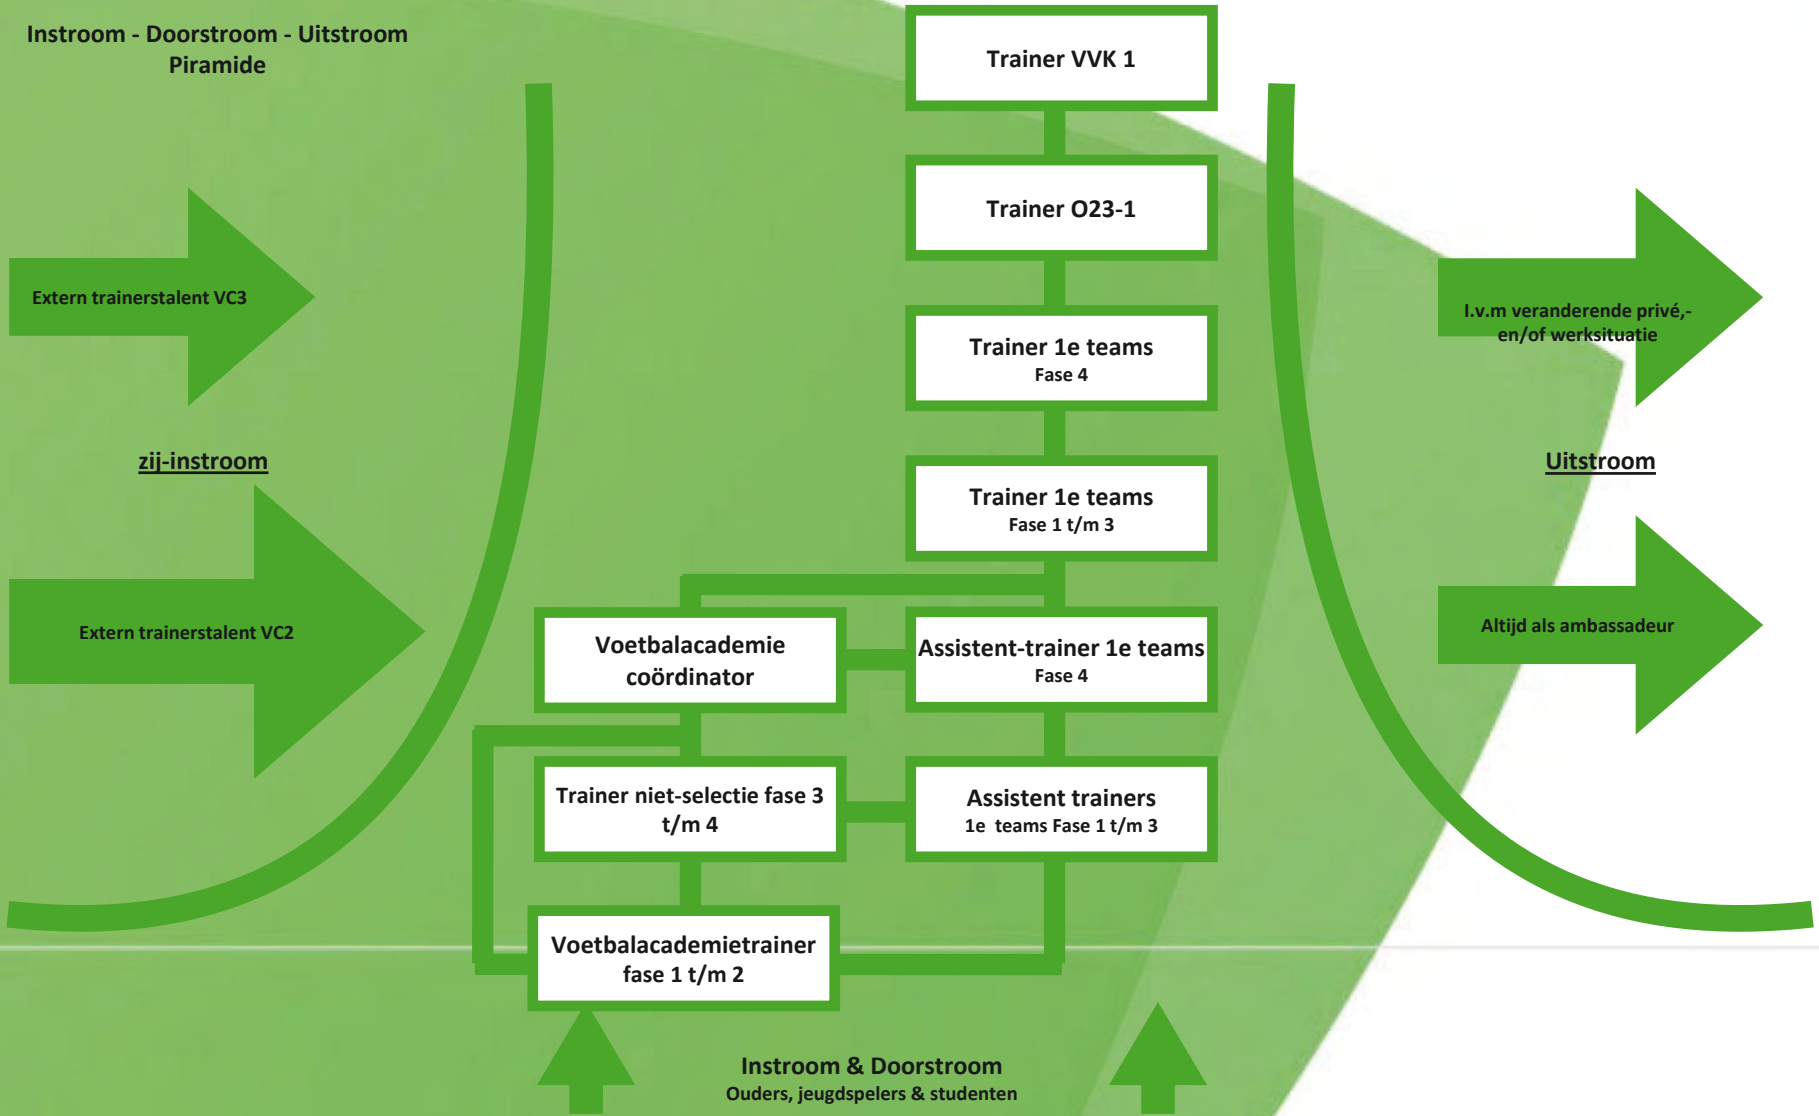 Instroom - Doorstroom - Uitstroom
Piramide
Trainer VVK 1
Trainer O23-1
Extern trainerstalent VC3
I.v.m veranderende privé,-
en/of werksituatie
Trainer 1e teams
Fase 4
zij-instroom
Uitstroom
Trainer 1e teams
Fase 1 t/m 3
Extern trainerstalent VC2
Voetbalacademie
coördinator
Assistent-trainer 1e teams
Fase 4
Altijd als ambassadeur
Trainer niet-selectie fase 3
t/m 4
Assistent trainers
1e  teams Fase 1 t/m 3
Voetbalacademietrainer
fase 1 t/m 2
Instroom & Doorstroom
Ouders, jeugdspelers & studenten